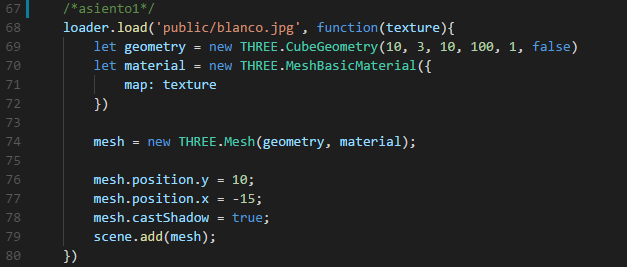 67 /*asiento1*/
68 loader.load('public/blanco.jpg', function(texture){
69     let geometry = new THREE.CubeGeometry(10, 3, 10, 100, 1, false)
70     let material = new THREE.MeshBasicMaterial({
71         map: texture
72     })
73
74     mesh = new THREE.Mesh(geometry, material);
75
76     mesh.position.y = 10;
77     mesh.position.x = -15;
78     mesh.castShadow = true;
79     scene.add(mesh);
80 })